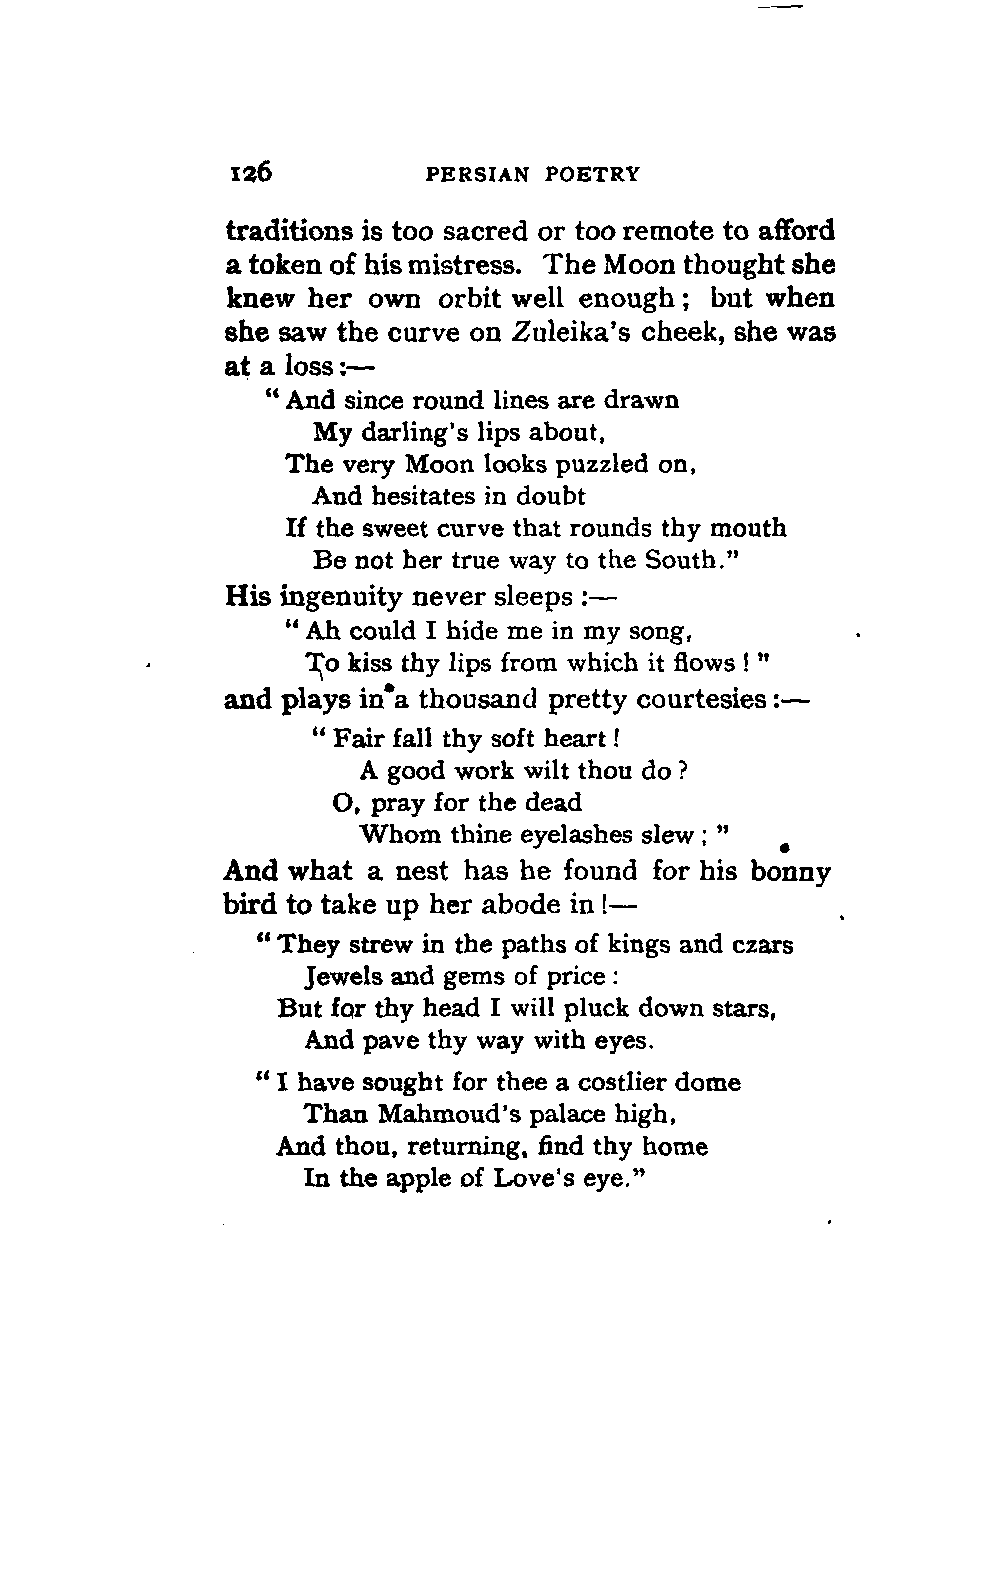 126 PERSIAN POETRY
traditions is too sacred or too remote to afford
a token of his mistress. The Moon thought she
knew her own orbit well enough; but when
she saw the curve on Zuleika's cheek, she was
at a loss:—
"And since round lines are drawn
My darling's lips about,
The very Moon looks puzzled on,
And hesitates in doubt
If the sweet curve that rounds thy mouth
Be not her true way to the South."
His ingenuity never sleeps:—
"Ah could I hide me in my song,
To kiss thy lips from which it flows!"
and plays in a thousand pretty courtesies:—
"Fair fall thy soft heart!
A good work wilt thou do?
O, pray for the dead
Whom thine eyelashes slew;"
And what a nest has he found for his bonny
bird to take up her abode in!—
"They strew in the paths of kings and czars
Jewels and gems of price:
But for thy head I will pluck down stars,
And pave thy way with eyes.
"I have sought for thee a costlier dome
Than Mahmoud's palace high,
And thou, returning, find thy home
In the apple of Love's eye."